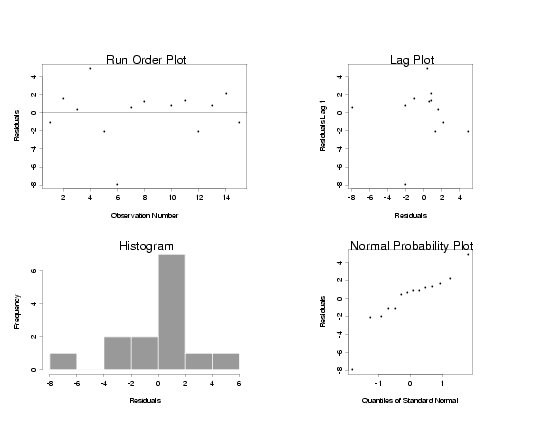 Run Order Plot
4
2
0
-2
-4
-6
-8
Residuals
2 4 6 8 10 12 14
Observation Number
Lag Plot
4
2
0
-2
-4
-6
-8
Residuals Lag 1
-8 -6 -4 -2 0 2 4
Residuals
Histogram
6
4
2
0
Frequency
-8 -6 -4 -2 0 2 4 6
Residuals
Normal Probability Plot
4
2
0
-2
-4
-6
-8
Residuals
-1 0 1
Quantiles of Standard Normal